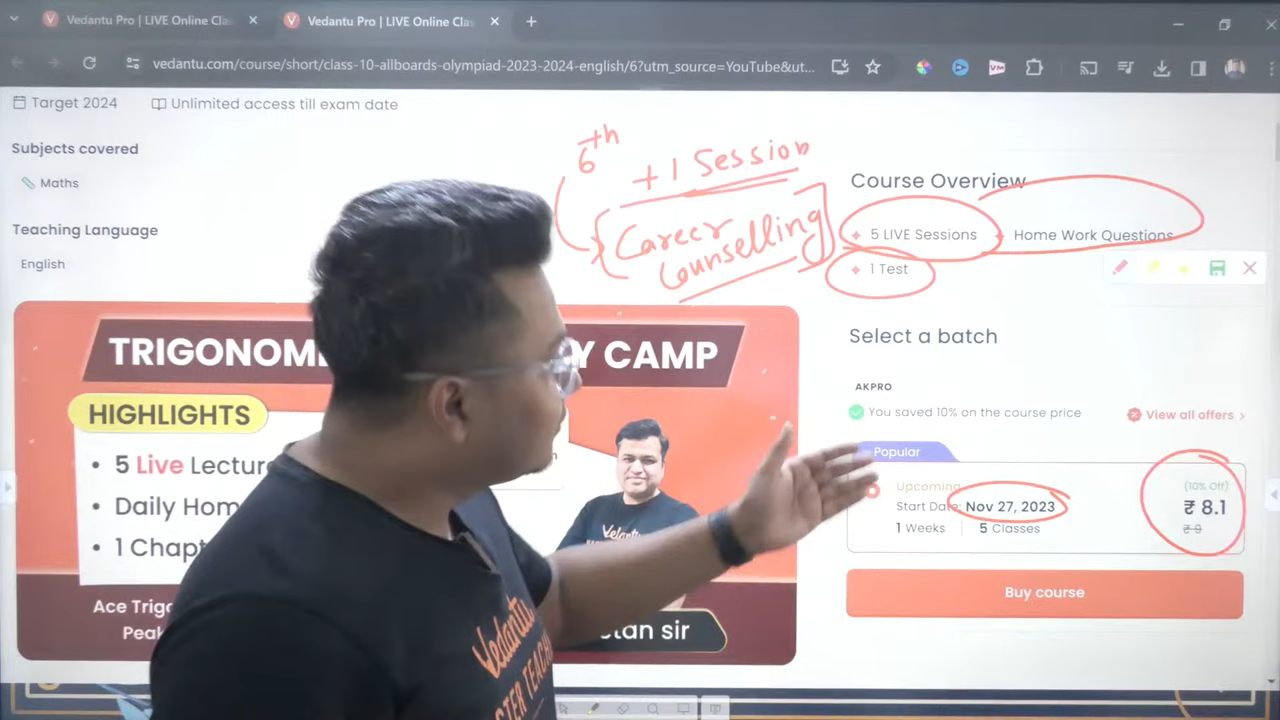 Vedantu Pro | LIVE Online Clas
Vedantu Pro | LIVE Online Clas
vedantu.com/course/short/class-10-allboards-olympiad-2023-2024-english/6?utm_source=YouTube&ut...
VM
Target 2024
Unlimited access till exam date
Subjects covered
Maths
Teaching Language
English
6th
+1 Session
Career
Counselling
Course Overview
5 LIVE Sessions
Home Work Questions
1 Test
Select a batch
AKPRO
You saved 10% on the course price
View all offers
Popular
Upcoming
Start Date: Nov 27, 2023
1 Weeks | 5 Classes
(10% Off)
₹ 8.1
₹ 9
Buy course
TRIGONOM
Y CAMP
HIGHLIGHTS
• 5 Live Lectu
• Daily Hom
• 1 Chapt
Ace Trig
Peak
sir
Vedantu